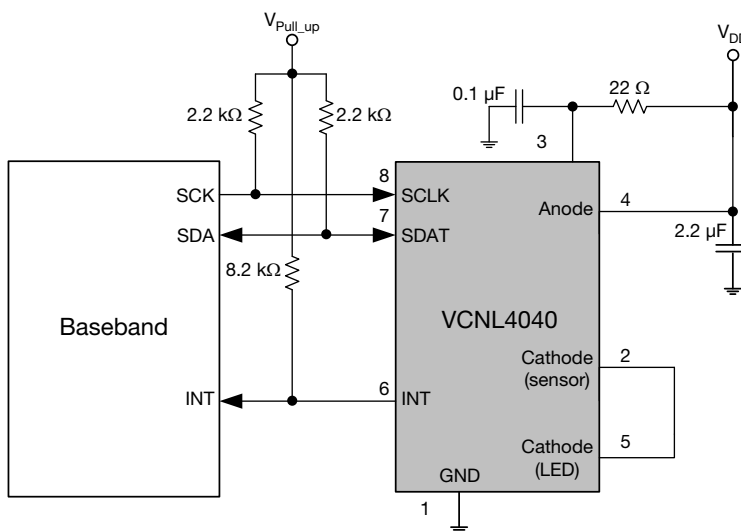 VPull_up
VD
2.2 kΩ
2.2 kΩ
0.1 µF
22 Ω
3
8
SCK
SCLK
Anode
4
7
SDA
SDAT
2.2 µF
8.2 kΩ
Baseband
VCNL4040
Cathode
(sensor)
2
INT
6
INT
Cathode
(LED)
5
GND
1